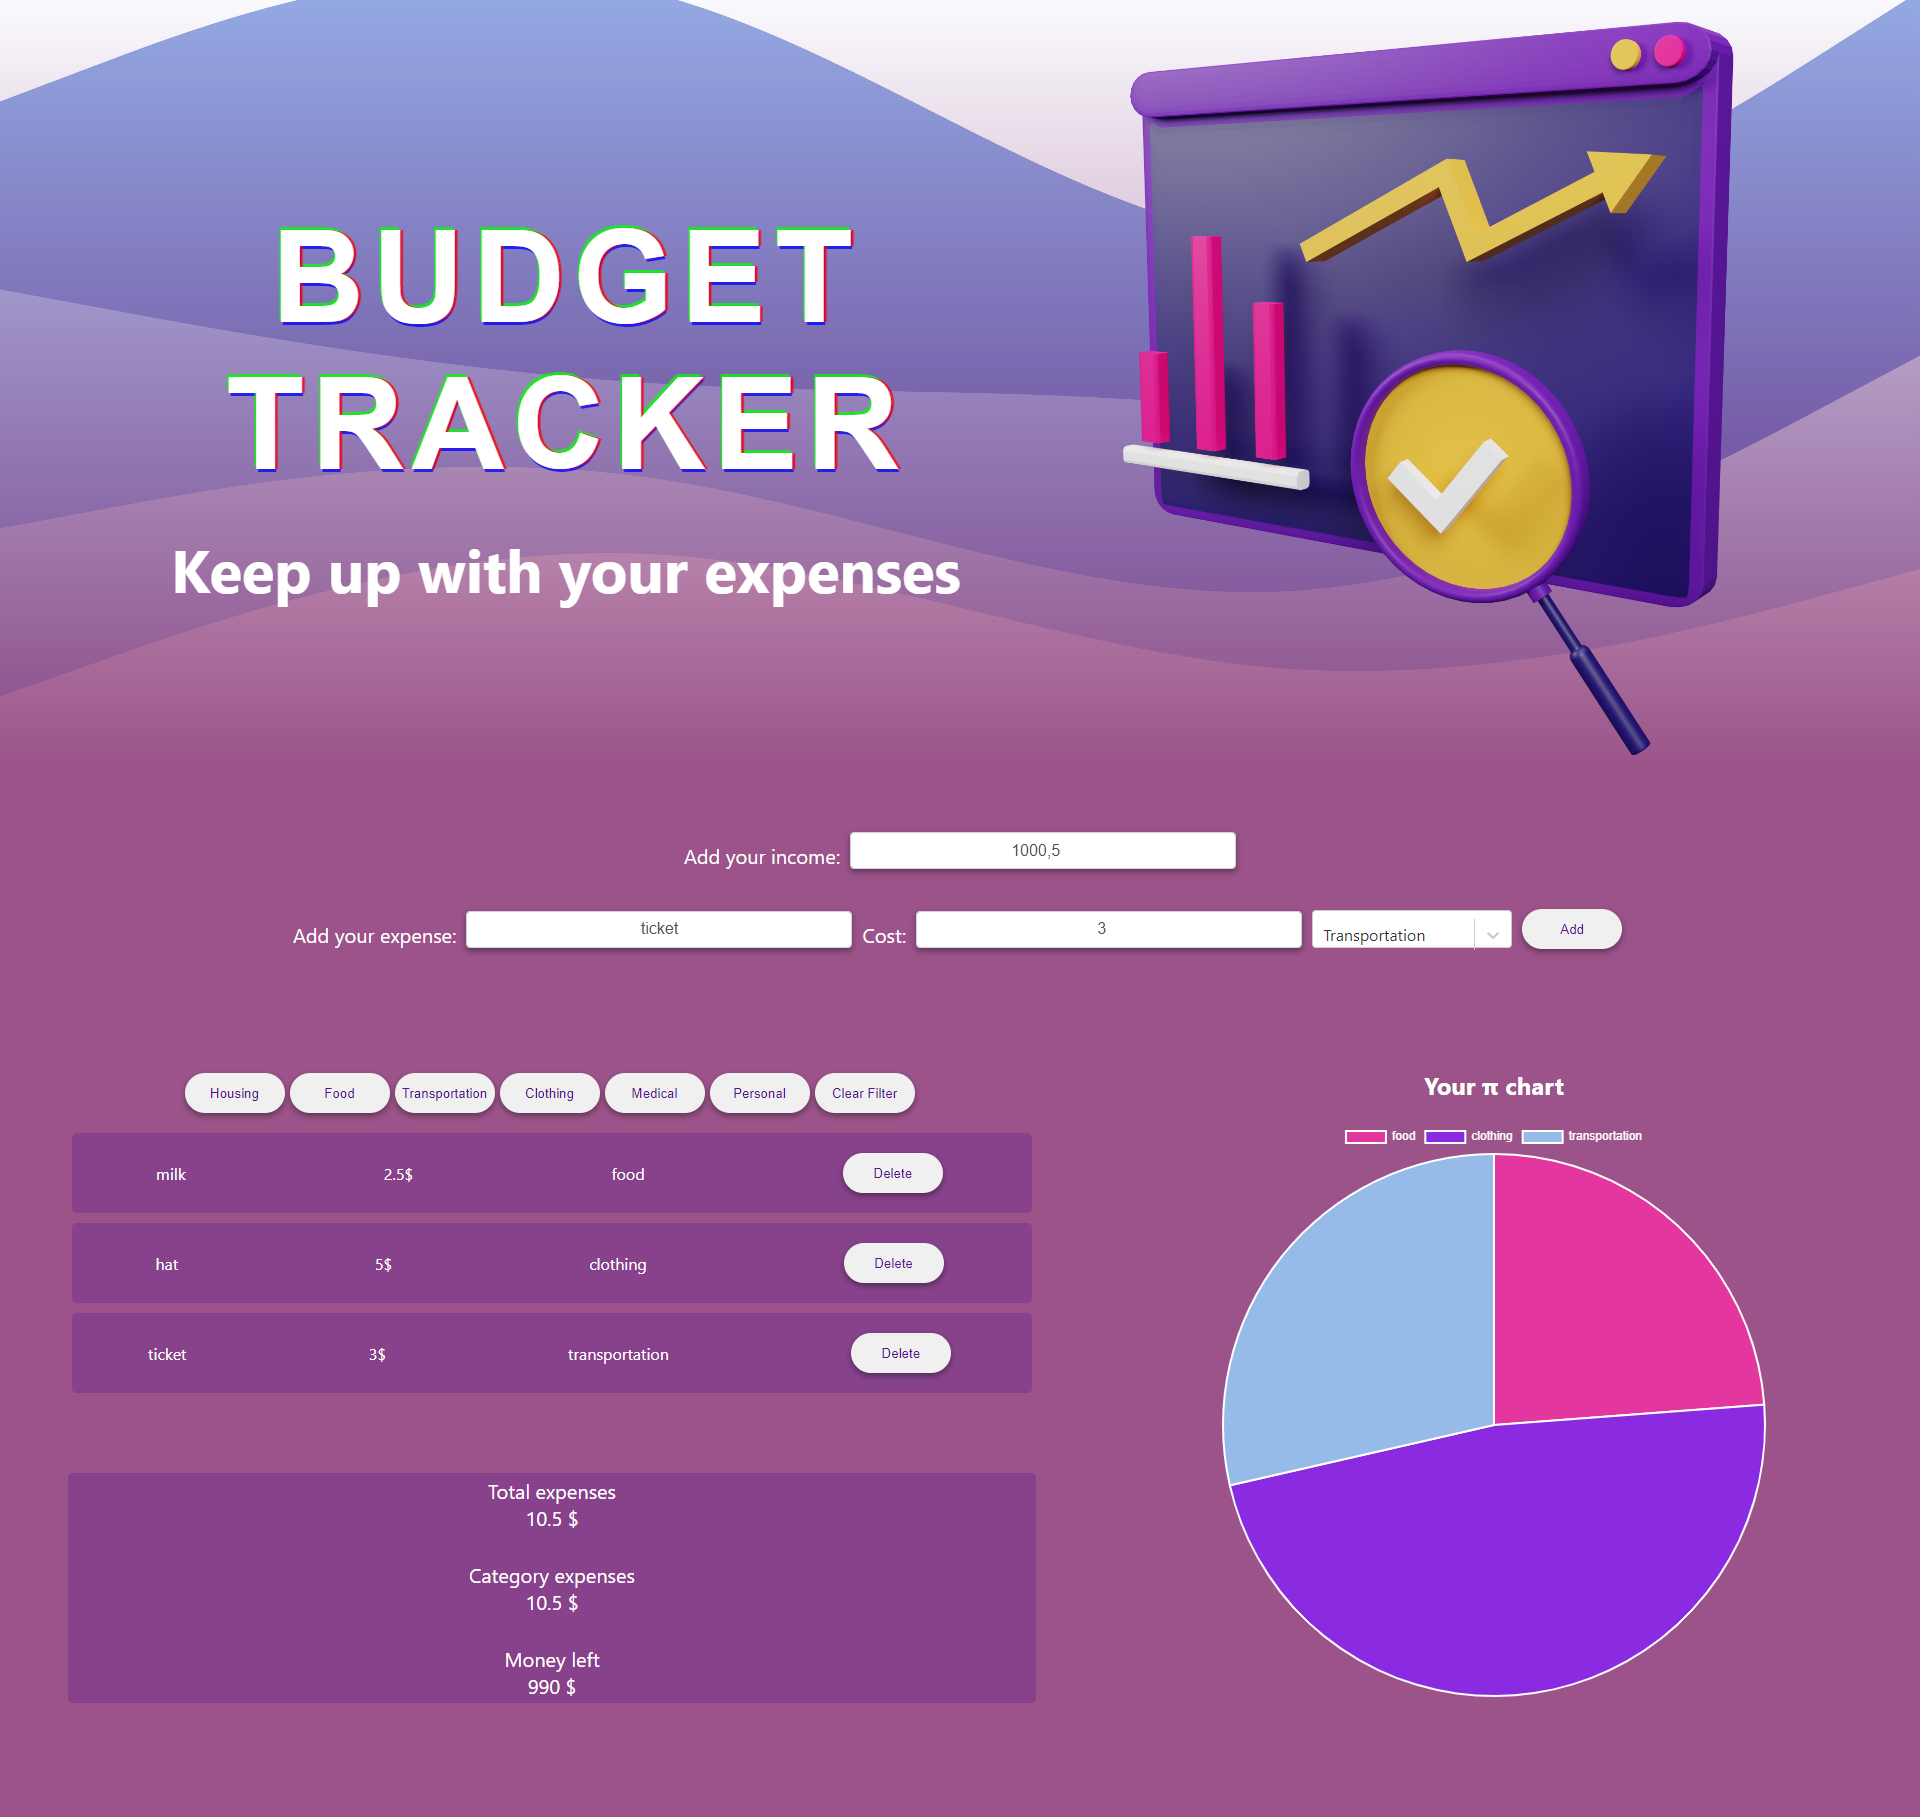 BUDGET
TRACKER
Keep up with your expenses
Add your income: 1000,5
Add your expense: ticket Cost: 3 Transportation Add
Housing Food Transportation Clothing Medical Personal Clear Filter
milk 2.5$ food Delete
hat 5$ clothing Delete
ticket 3$ transportation Delete
Total expenses
10.5 $
Category expenses
10.5 $
Money left
990 $
Your π chart
food clothing transportation